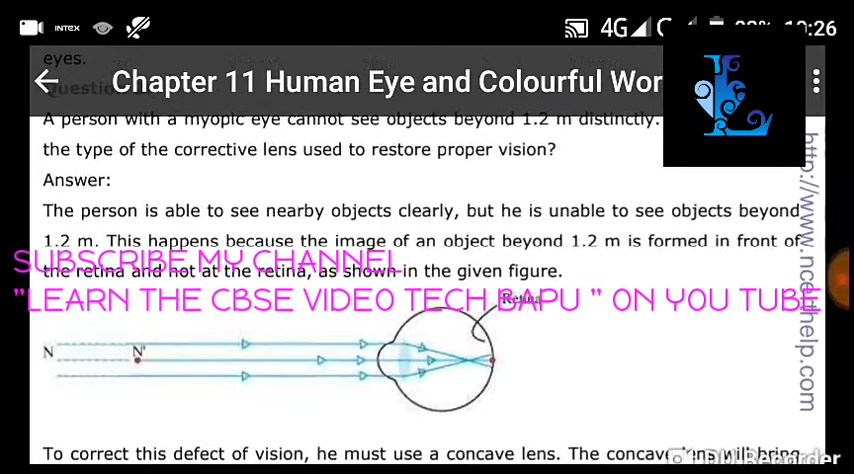 INTEX
4G
eyes.
Chapter 11 Human Eye and Colourful Wor
A person with a myopic eye cannot see objects beyond 1.2 m distinctly.
the type of the corrective lens used to restore proper vision?
Answer:
The person is able to see nearby objects clearly, but he is unable to see objects beyond
1.2 m. This happens because the image of an object beyond 1.2 m is formed in front of
SUBSCRIBE MY CHANNEL
the retina and not at the retina, as shown in the given figure.
"LEARN THE CBSE VIDEO TECH BAPU " ON YOU TUBE
Retina
N
N'
To correct this defect of vision, he must use a concave lens. The concave lens will bring
http://www.ncerthelp.com
DU Recorder